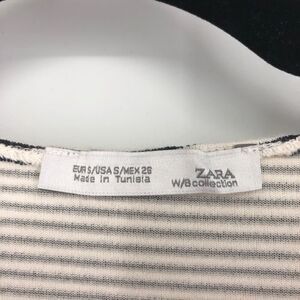 EUR S/USA S/MEX 26
Made in Tunisia
ZARA
W/B collection